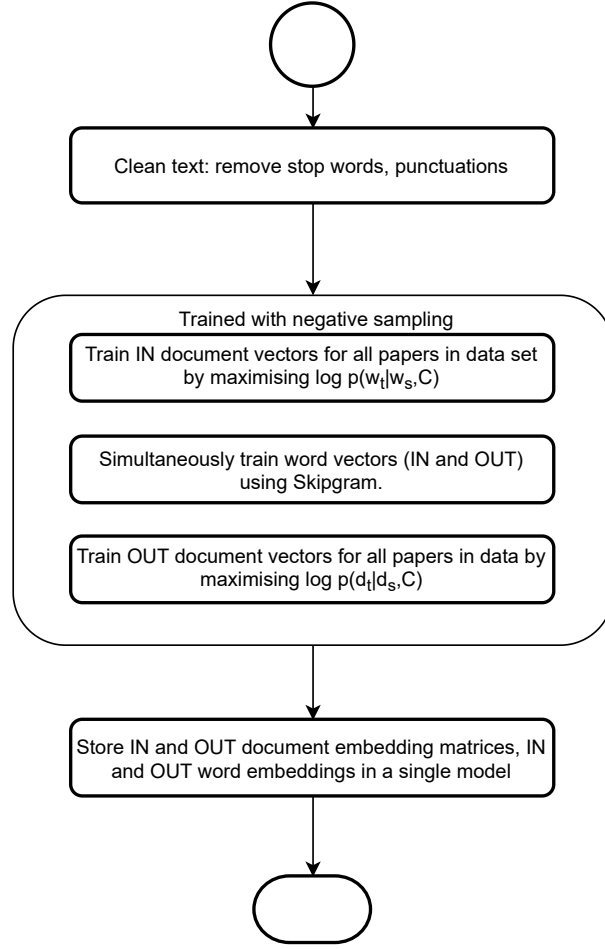 Clean text: remove stop words, punctuations
Trained with negative sampling
Train IN document vectors for all papers in data set
by maximising log p(wₜ|wₛ,C)
Simultaneously train word vectors (IN and OUT)
using Skipgram.
Train OUT document vectors for all papers in data by
maximising log p(dₜ|dₛ,C)
Store IN and OUT document embedding matrices, IN
and OUT word embeddings in a single model